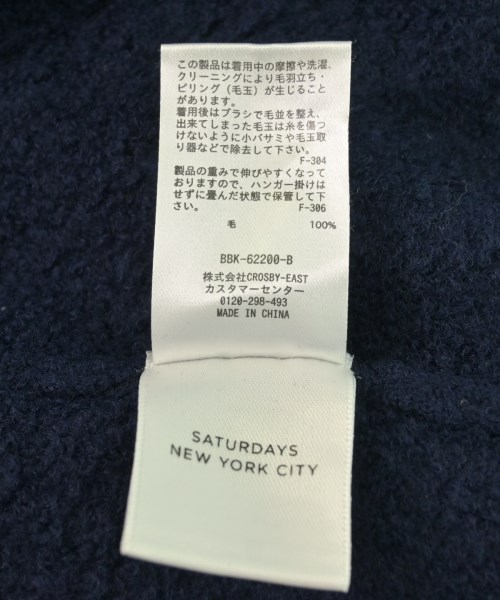 この製品は着用中の摩擦や洗濯、
クリーニングにより毛羽立ち・
ピリング（毛玉）が生じること
があります。
着用後はブラシで毛並を整え、
出来てしまった毛玉は糸を傷つ
けないように小バサミや毛玉取
り器などで除去して下さい。
F-304
製品の重みで伸びやすくなって
おりますので、ハンガー掛けは
せずに畳んだ状態で保管して下
さい。 F-306
毛 100%
BBK-62200-B
株式会社CROSBY-EAST
カスタマーセンター
0120-298-493
MADE IN CHINA
SATURDAYS
NEW YORK CITY